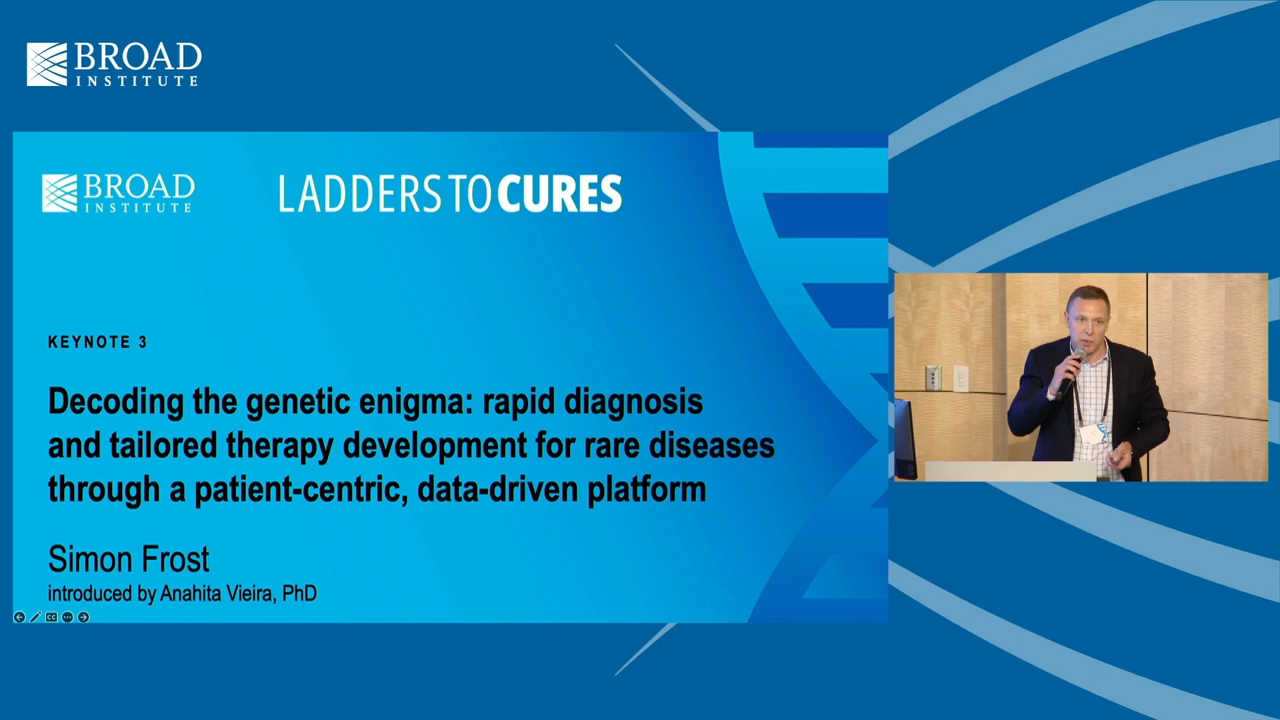 BROAD
INSTITUTE
BROAD
INSTITUTE
LADDERS TO CURES
KEYNOTE 3
Decoding the genetic enigma: rapid diagnosis
and tailored therapy development for rare diseases
through a patient-centric, data-driven platform
Simon Frost
introduced by Anahita Vieira, PhD
CC